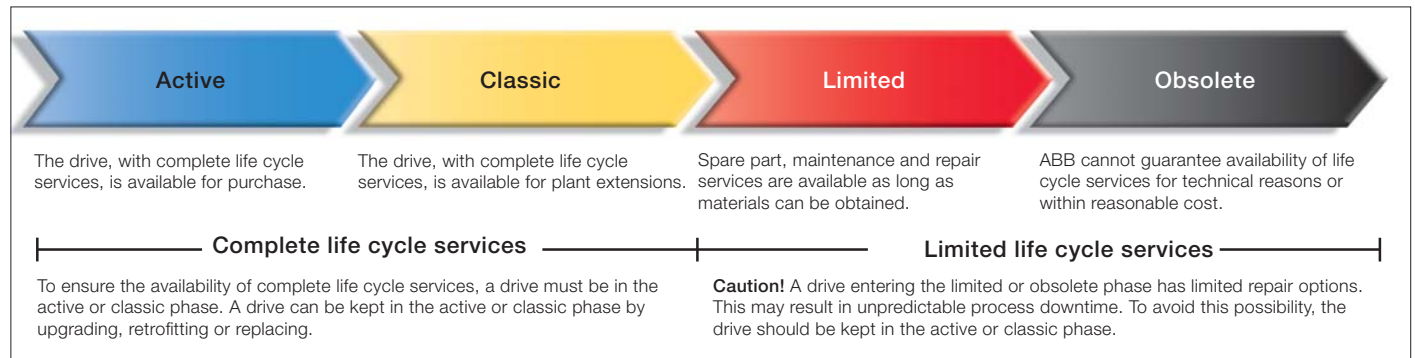 Active
Classic
Limited
Obsolete
The drive, with complete life cycle
services, is available for purchase.
The drive, with complete life cycle
services, is available for plant extensions.
Spare part, maintenance and repair
services are available as long as
materials can be obtained.
ABB cannot guarantee availability of life
cycle services for technical reasons or
within reasonable cost.
Complete life cycle services
Limited life cycle services
To ensure the availability of complete life cycle services, a drive must be in the
active or classic phase. A drive can be kept in the active or classic phase by
upgrading, retrofitting or replacing.
Caution! A drive entering the limited or obsolete phase has limited repair options.
This may result in unpredictable process downtime. To avoid this possibility, the
drive should be kept in the active or classic phase.